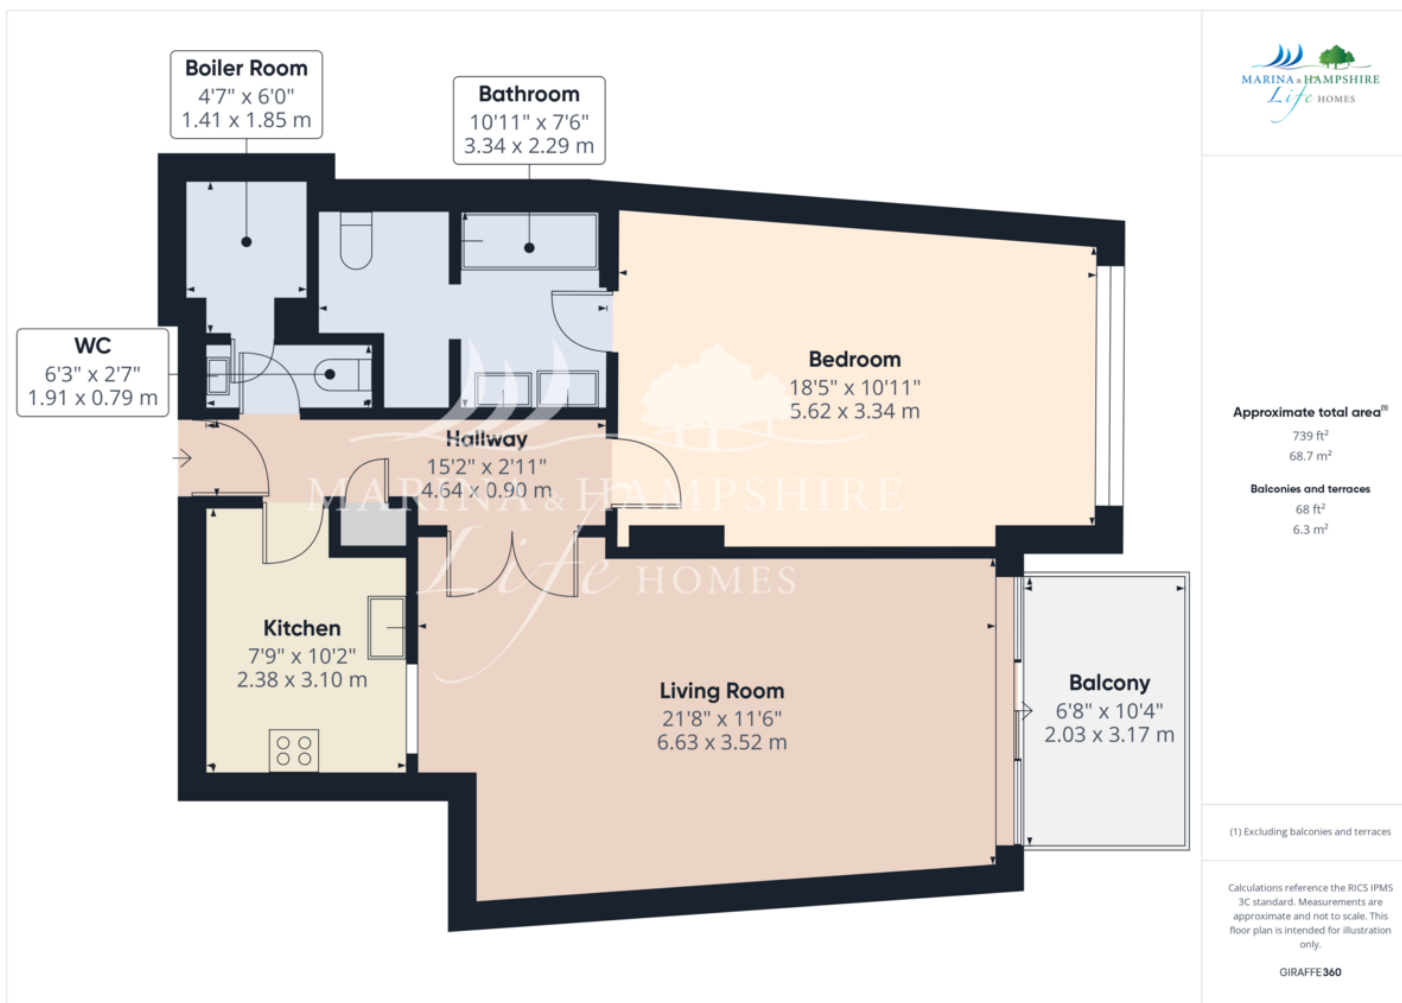 Boiler Room
4'7" x 6'0"
1.41 x 1.85 m
Bathroom
10'11" x 7'6"
3.34 x 2.29 m
WC
6'3" x 2'7"
1.91 x 0.79 m
Bedroom
18'5" x 10'11"
5.62 x 3.34 m
Hallway
15'2" x 2'11"
4.64 x 0.90 m
MARINA & HAMPSHIRE
Life HOMES
Kitchen
7'9" x 10'2"
2.38 x 3.10 m
Living Room
21'8" x 11'6"
6.63 x 3.52 m
Balcony
6'8" x 10'4"
2.03 x 3.17 m
MARINA & HAMPSHIRE
Life HOMES
Approximate total area(1)
739 ft²
68.7 m²
Balconies and terraces
68 ft²
6.3 m²
(1) Excluding balconies and terraces
Calculations reference the RICS IPMS
3C standard. Measurements are
approximate and not to scale. This
floor plan is intended for illustration
only.
GIRAFFE360